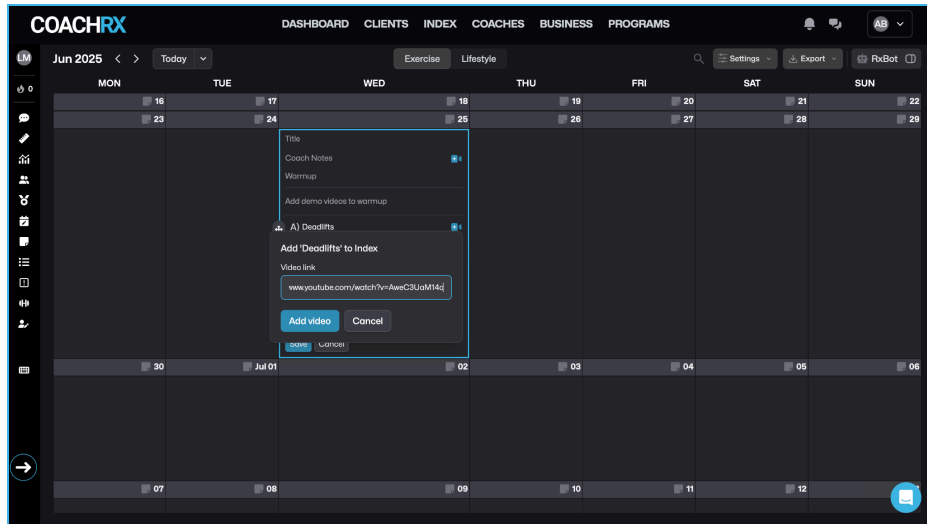 COACHRX
DASHBOARD CLIENTS INDEX COACHES BUSINESS PROGRAMS
AB
LM
Jun 2025 Today Exercise Lifestyle Settings Export RxBot
0
MON TUE WED THU FRI SAT SUN
16 17 18 19 20 21 22
23 24 25 26 27 28 29
Title
Coach Notes
Warmup
Add demo videos to warmup
A) Deadlifts
Add 'Deadlifts' to Index
Video link
www.youtube.com/watch?v=AweC3UaM14q
Add video Cancel
Save Cancel
30 Jul 01 02 03 04 05 06
07 08 09 10 11 12